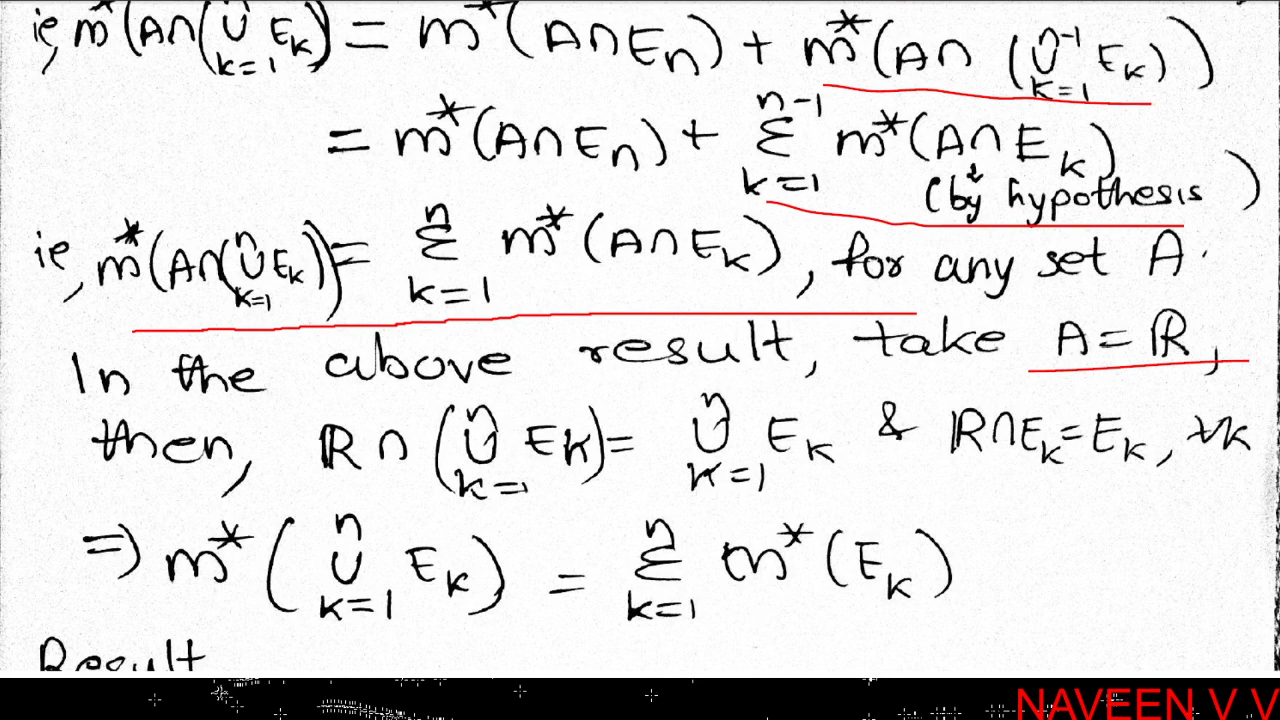 ie, m*(A∩(∪_{k=1}^{n} E_k)) = m*(A∩E_n) + m*(A∩ (∪_{k=1}^{n-1} E_k))
= m*(A∩E_n) + Σ_{k=1}^{n-1} m*(A∩E_k)
(by hypothesis)
ie, m*(A∩(∪_{k=1}^{n} E_k)) = Σ_{k=1}^{n} m*(A∩E_k), for any set A.
In the above result, take A=ℝ,
then, ℝ∩(∪_{k=1}^{n} E_k) = ∪_{k=1}^{n} E_k & ℝ∩E_k=E_k, ∀k
⇒ m*(∪_{k=1}^{n} E_k) = Σ_{k=1}^{n} m*(E_k)
Result
NAVEEN V V